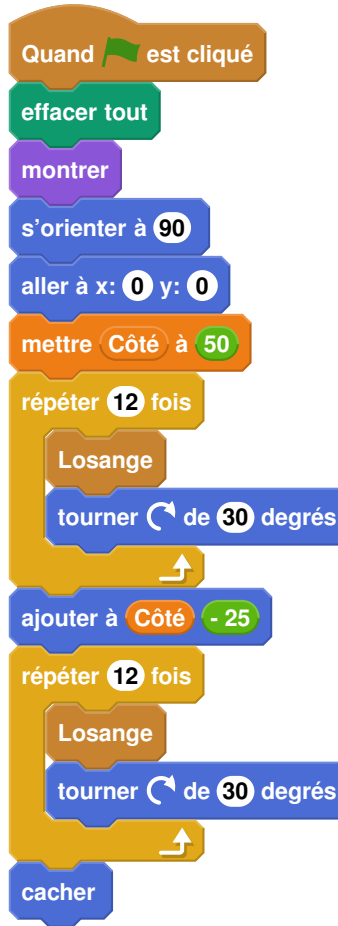 Quand est cliqué
effacer tout
montrer
s’orienter à 90
aller à x: 0 y: 0
mettre Côté à 50
répéter 12 fois
Losange
tourner de 30 degrés
ajouter à Côté - 25
répéter 12 fois
Losange
tourner de 30 degrés
cacher